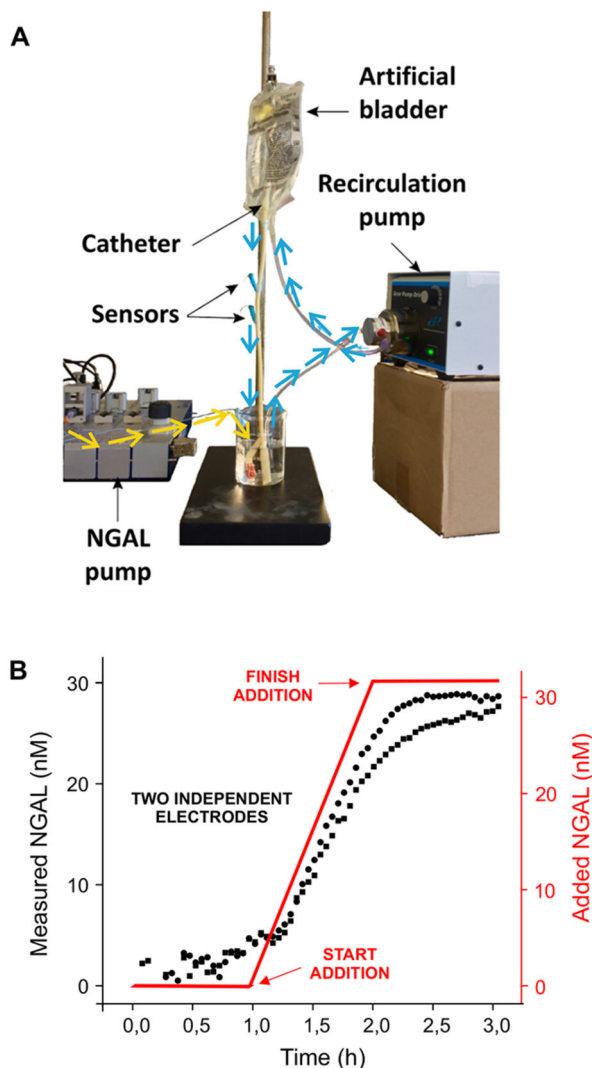 A
Artificial
bladder
Recirculation
pump
Catheter
Sensors
NGAL
pump
B
FINISH
ADDITION
TWO INDEPENDENT
ELECTRODES
START
ADDITION
Measured NGAL (nM)
30
20
10
0
Added NGAL (nM)
30
20
10
0
0,0 0,5 1,0 1,5 2,0 2,5 3,0
Time (h)